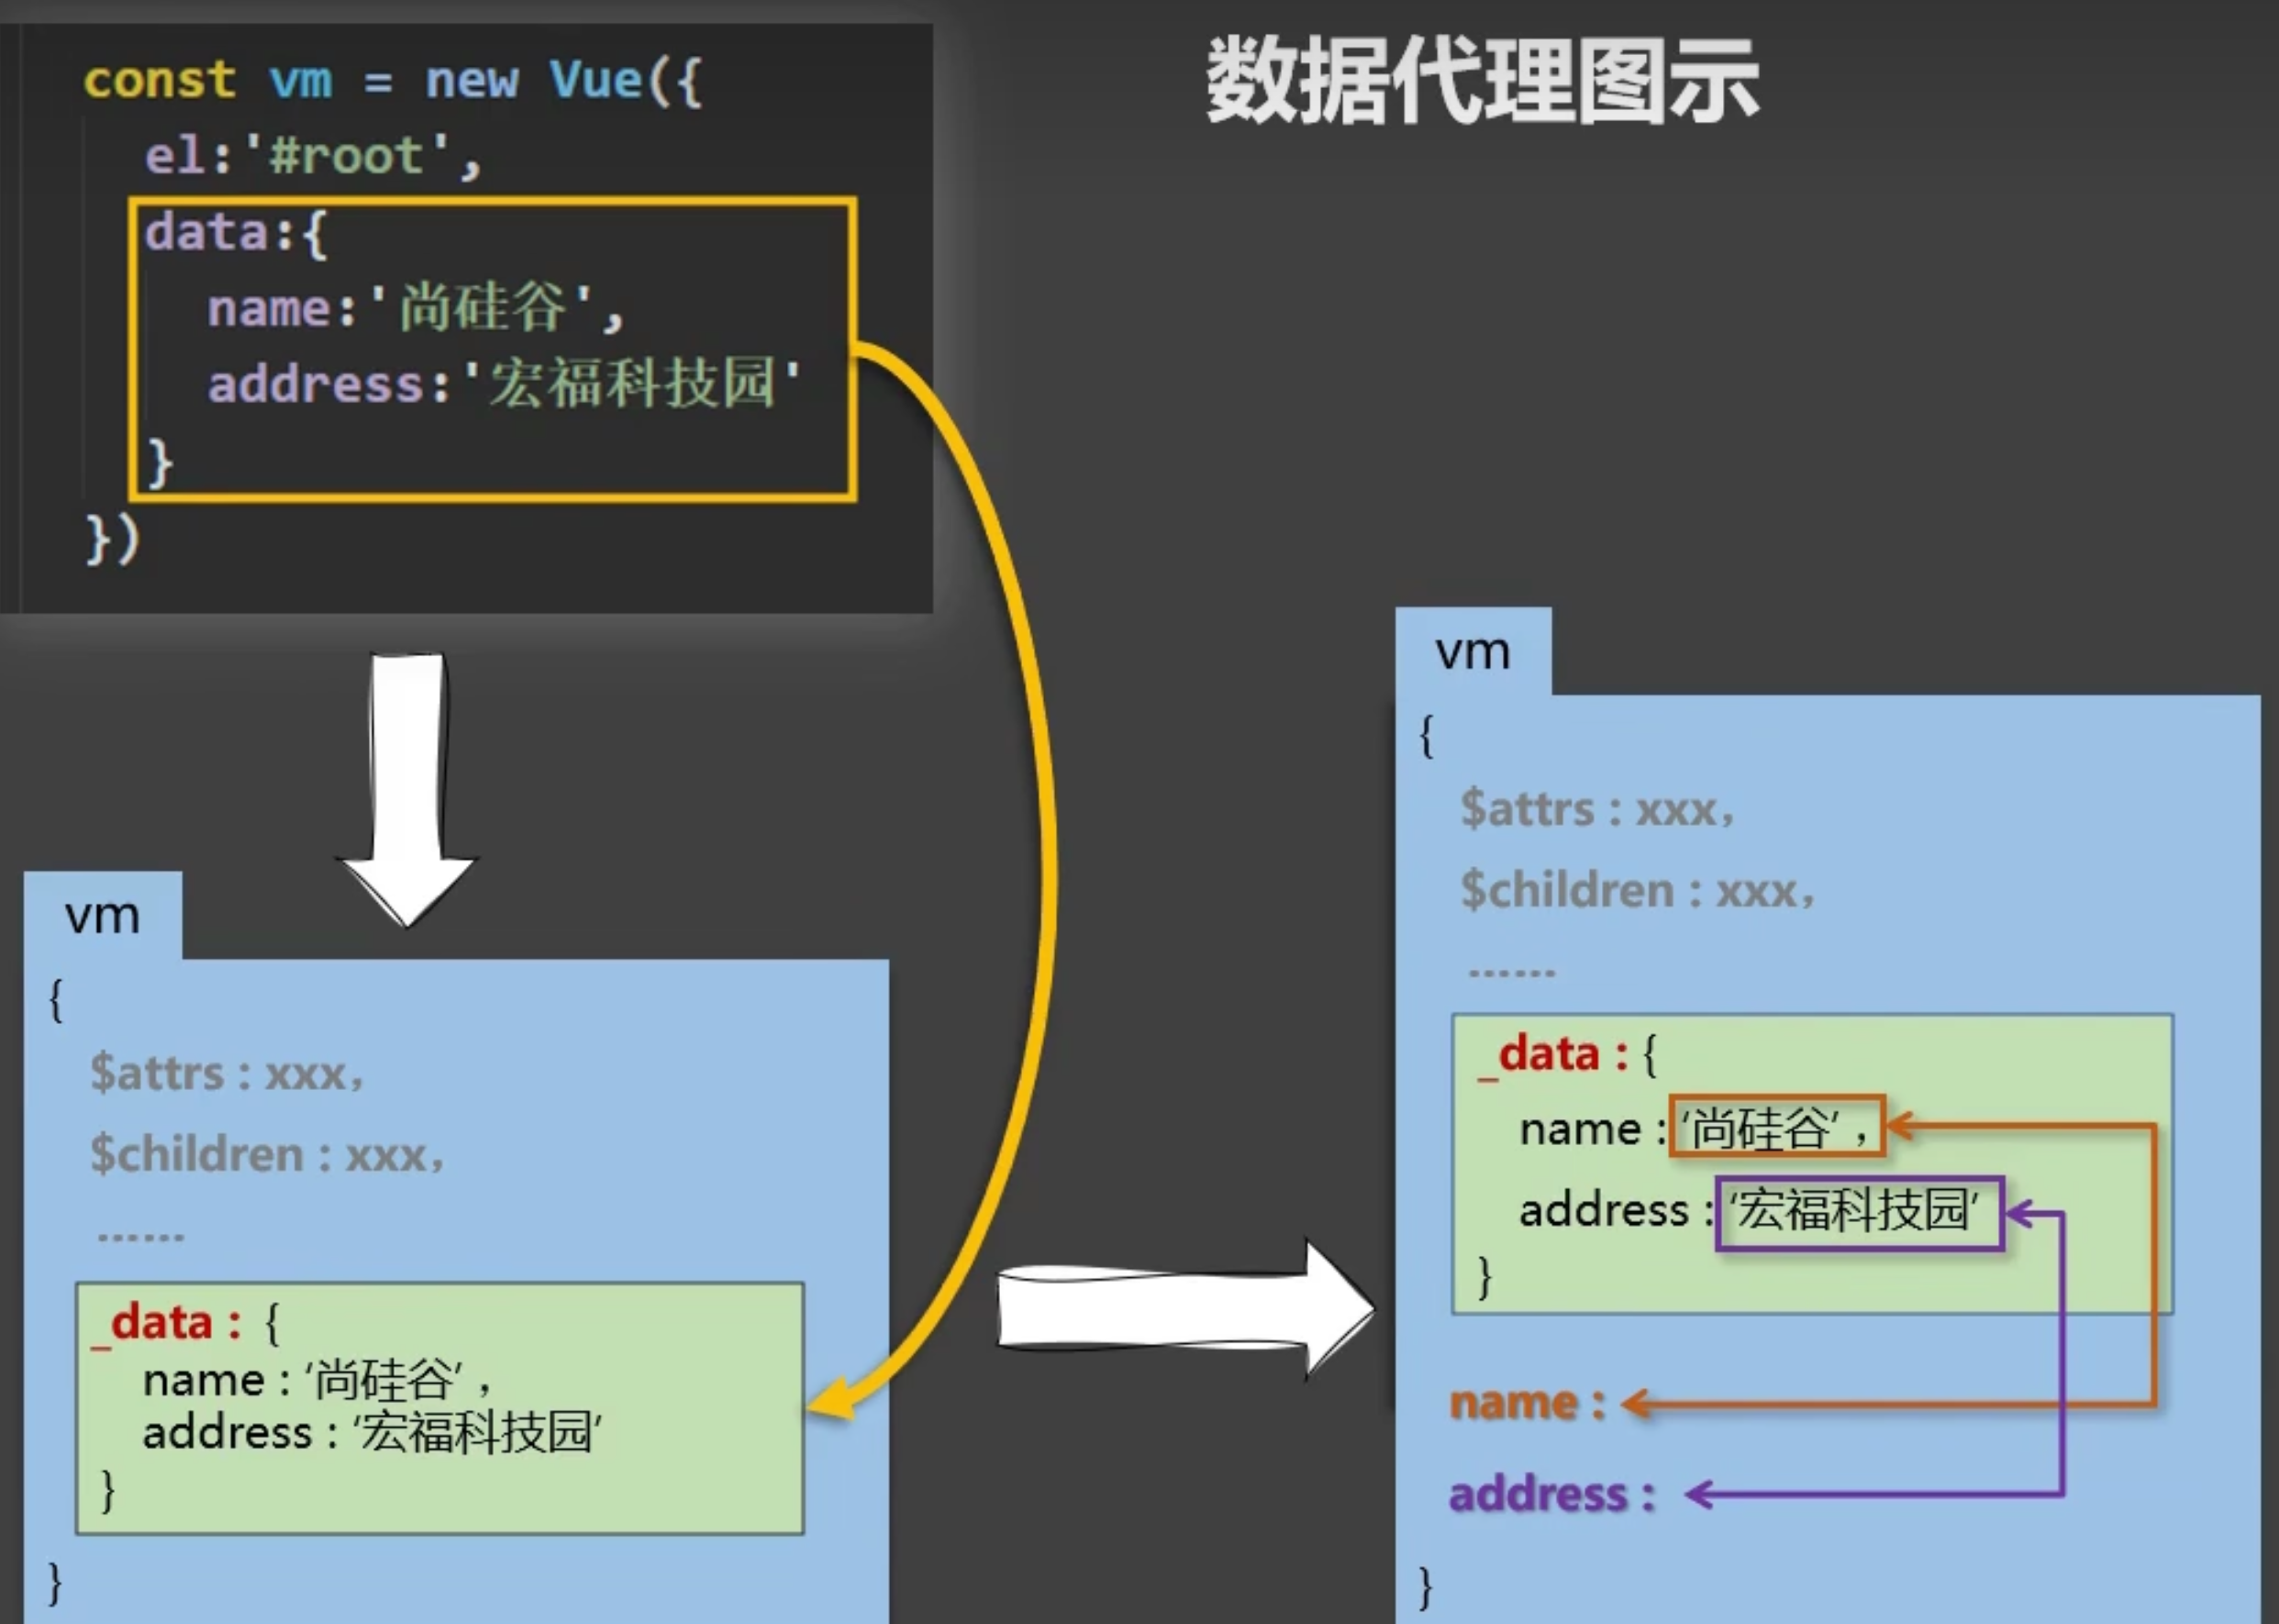 数据代理图示
const vm = new Vue({
el:'#root',
data:{
name:'尚硅谷',
address:'宏福科技园'
}
})
vm
{
$attrs : xxx，
$children : xxx，
……
_data : {
name : ‘尚硅谷’，
address : ‘宏福科技园’
}
}
vm
{
$attrs : xxx，
$children : xxx，
……
_data : {
name : ‘尚硅谷’，
address : ‘宏福科技园’
}
name :
address :
}